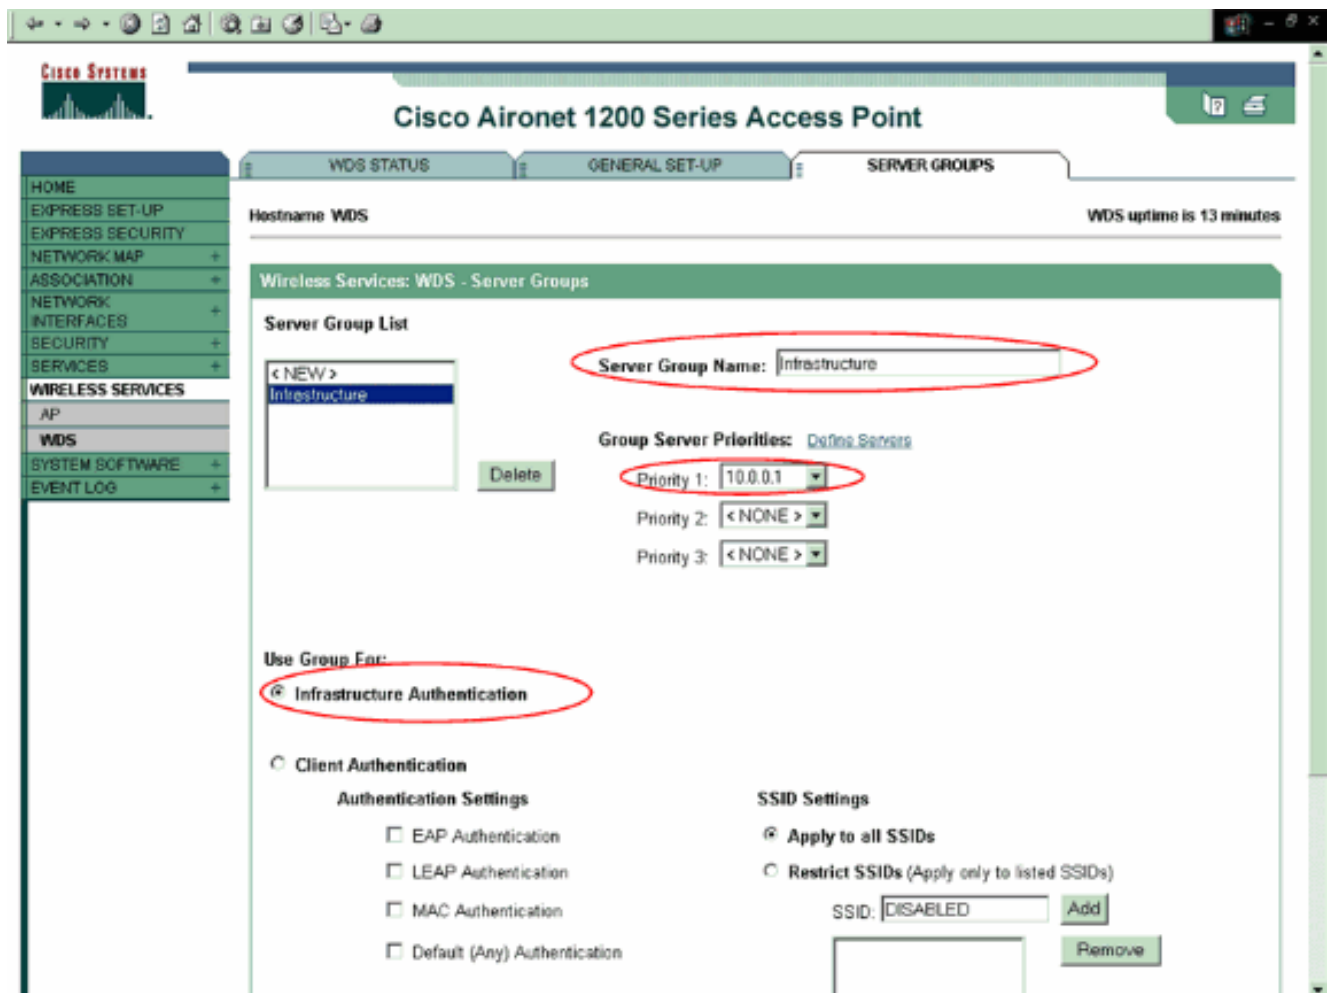 CISCO SYSTEMS
Cisco Aironet 1200 Series Access Point
WDS STATUS
GENERAL SET-UP
SERVER GROUPS
HOME
EXPRESS SET-UP
EXPRESS SECURITY
NETWORK MAP +
ASSOCIATION +
NETWORK
INTERFACES +
SECURITY +
SERVICES +
WIRELESS SERVICES
AP
WDS
SYSTEM SOFTWARE +
EVENT LOG +
Hostname WDS
WDS uptime is 13 minutes
Wireless Services: WDS - Server Groups
Server Group List
< NEW >
Infrastructure
Delete
Server Group Name: Infrastructure
Group Server Priorities: Define Servers
Priority 1: 10.0.0.1
Priority 2: < NONE >
Priority 3: < NONE >
Use Group For:
Infrastructure Authentication
Client Authentication
Authentication Settings
EAP Authentication
LEAP Authentication
MAC Authentication
Default (Any) Authentication
SSID Settings
Apply to all SSIDs
Restrict SSIDs (Apply only to listed SSIDs)
SSID: DISABLED Add
Remove